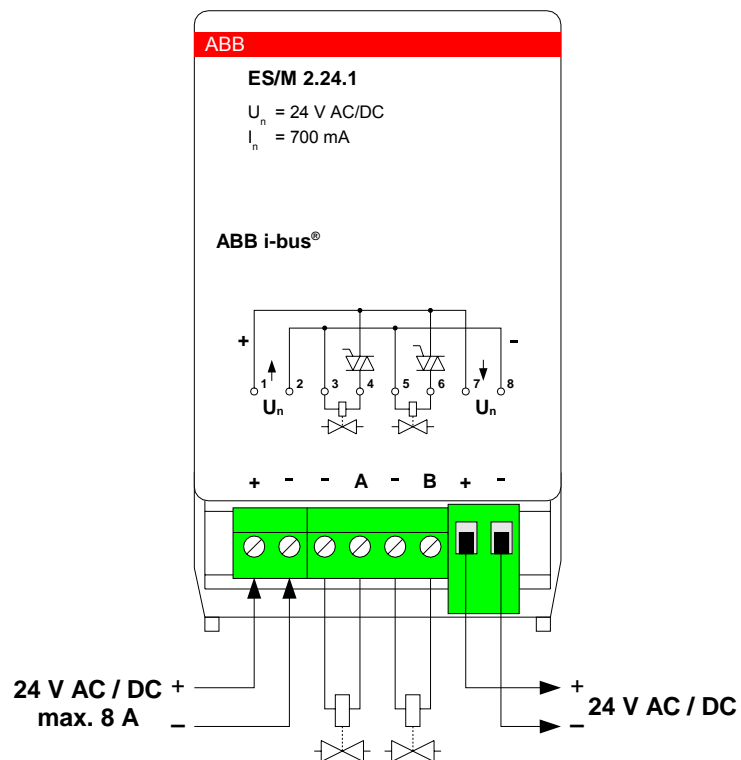 ABB
ES/M 2.24.1
Un = 24 V AC/DC
In = 700 mA
ABB i-bus®
+ -
1 2 3 4 5 6 7 8
Un Un
+ - - A - B + -
24 V AC / DC +
max. 8 A –
+
– 24 V AC / DC